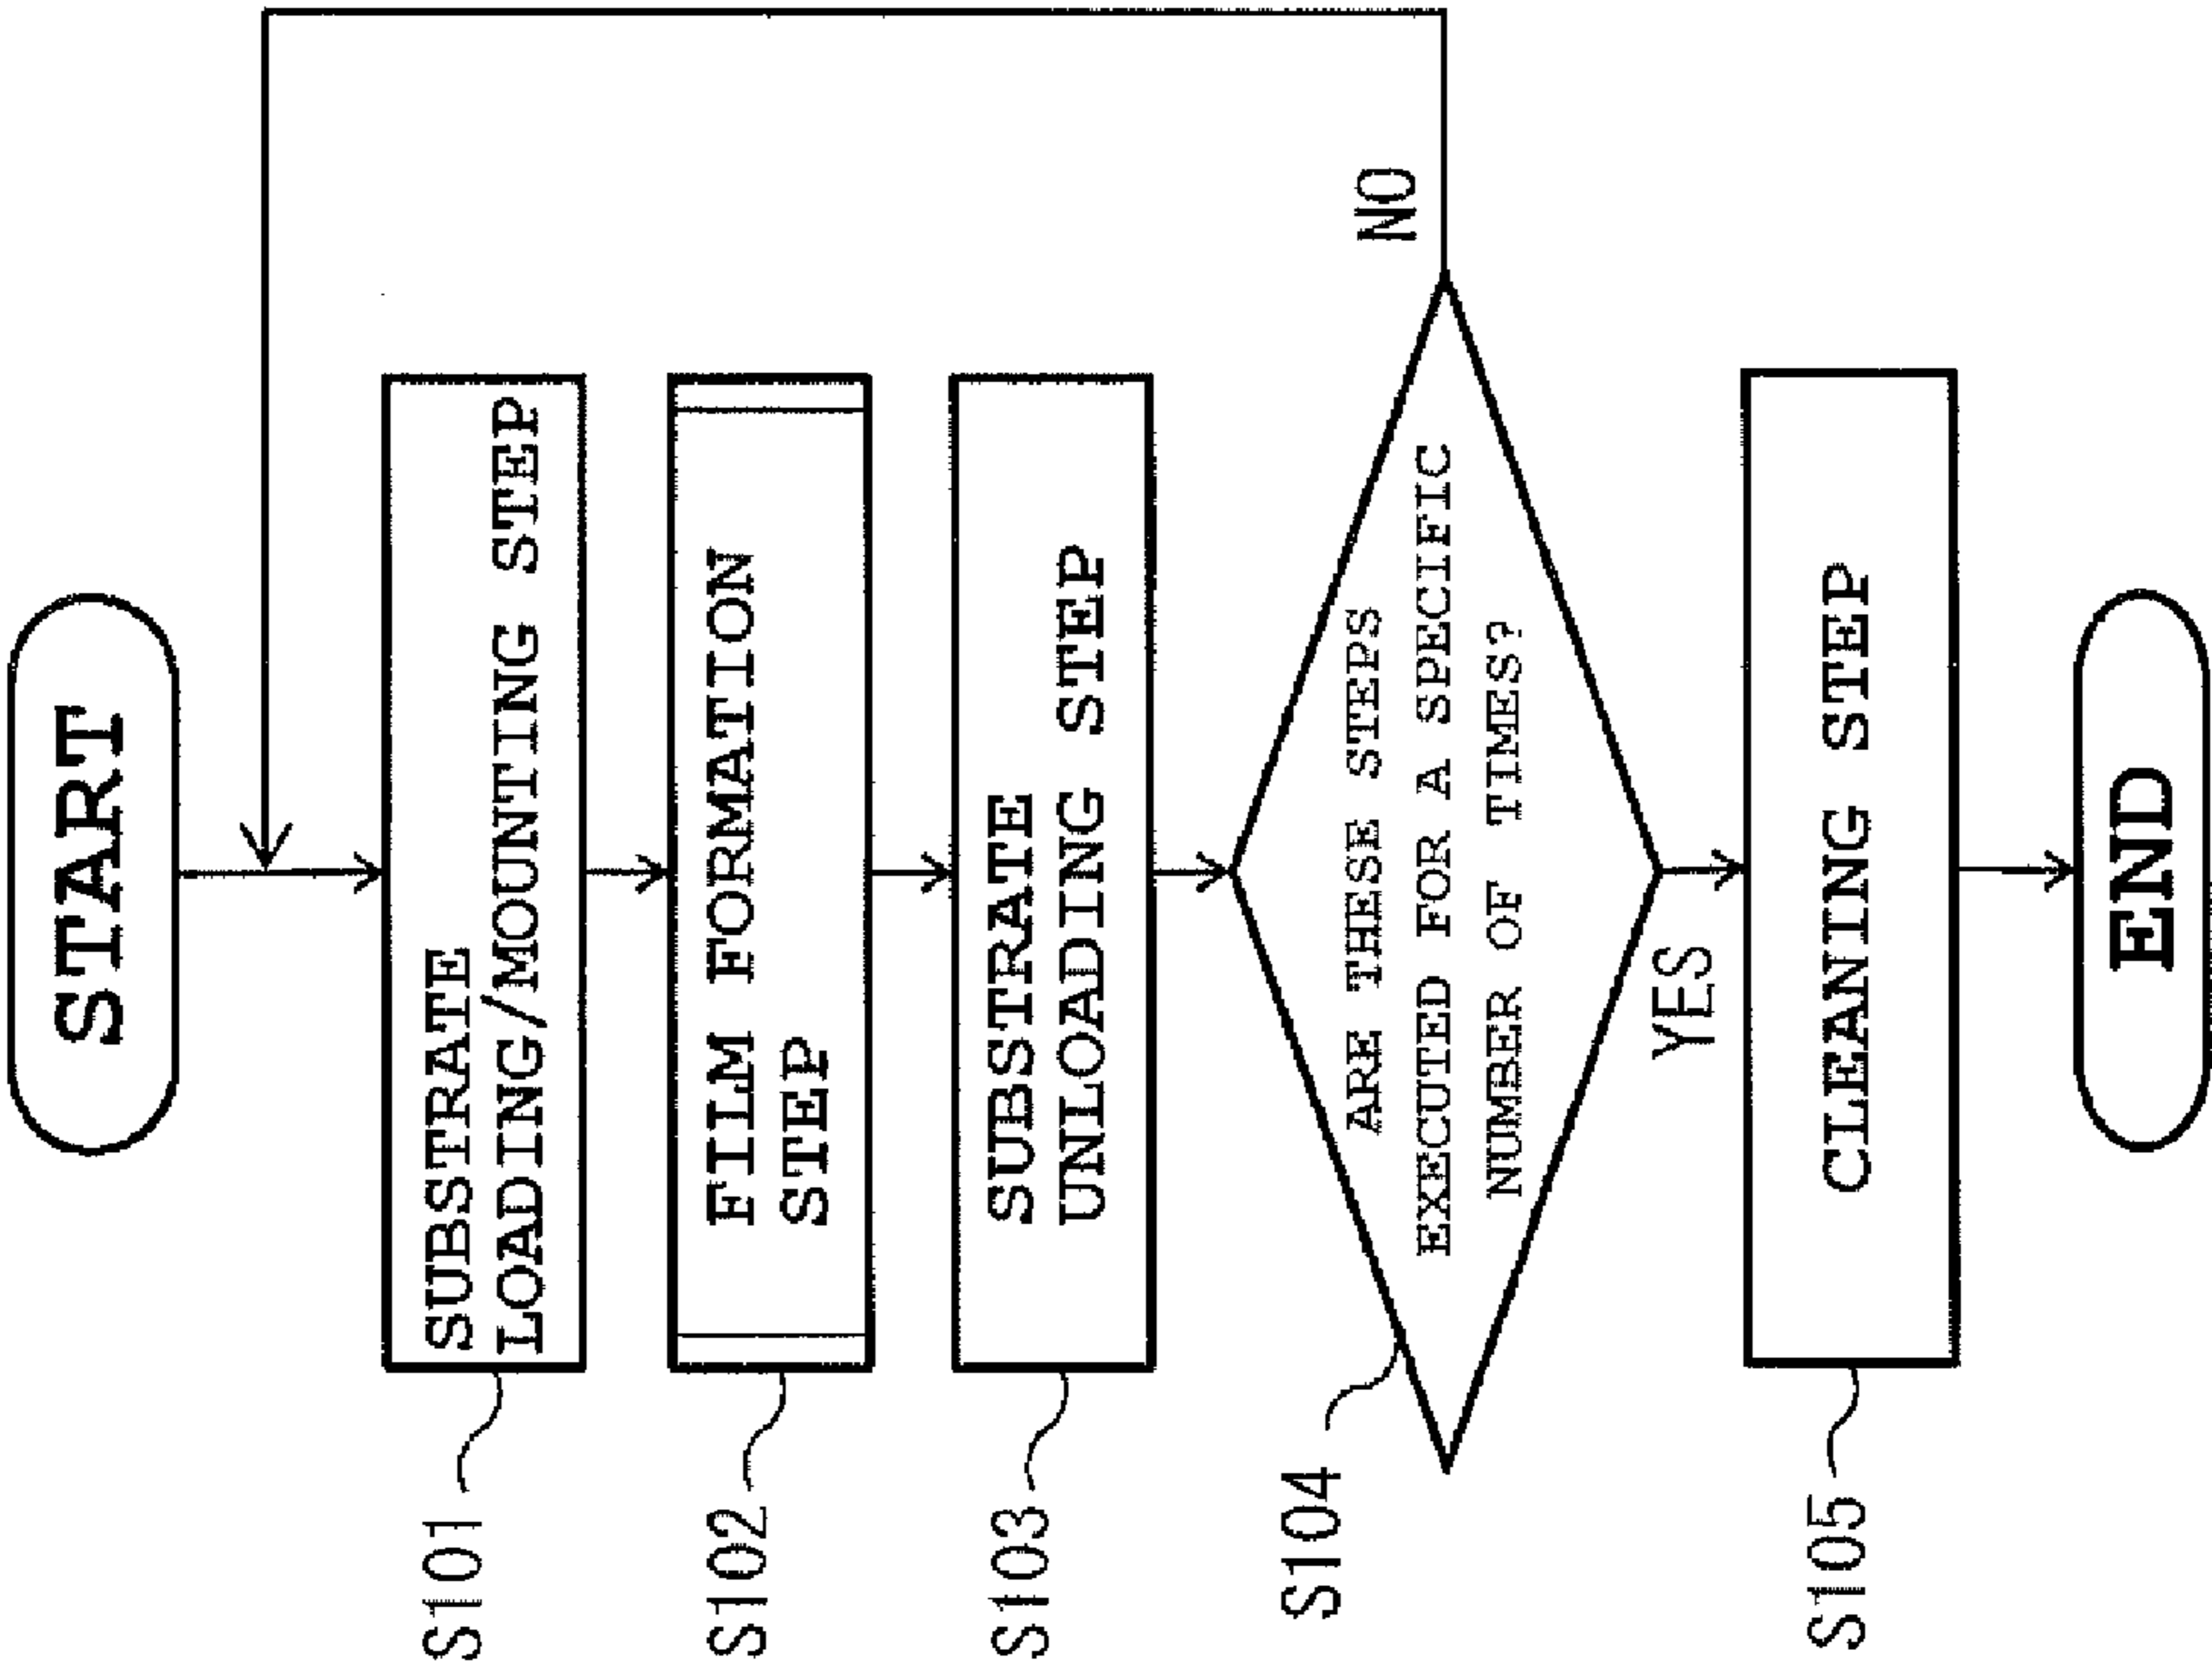 START
S101
SUBSTRATE
LOADING/MOUNTING STEP
S102
FILM FORMATION
STEP
S103
SUBSTRATE
UNLOADING STEP
S104
ARE THESE STEPS
EXECUTED FOR A SPECIFIC
NUMBER OF TIMES?
NO
YES
S105
CLEANING STEP
END